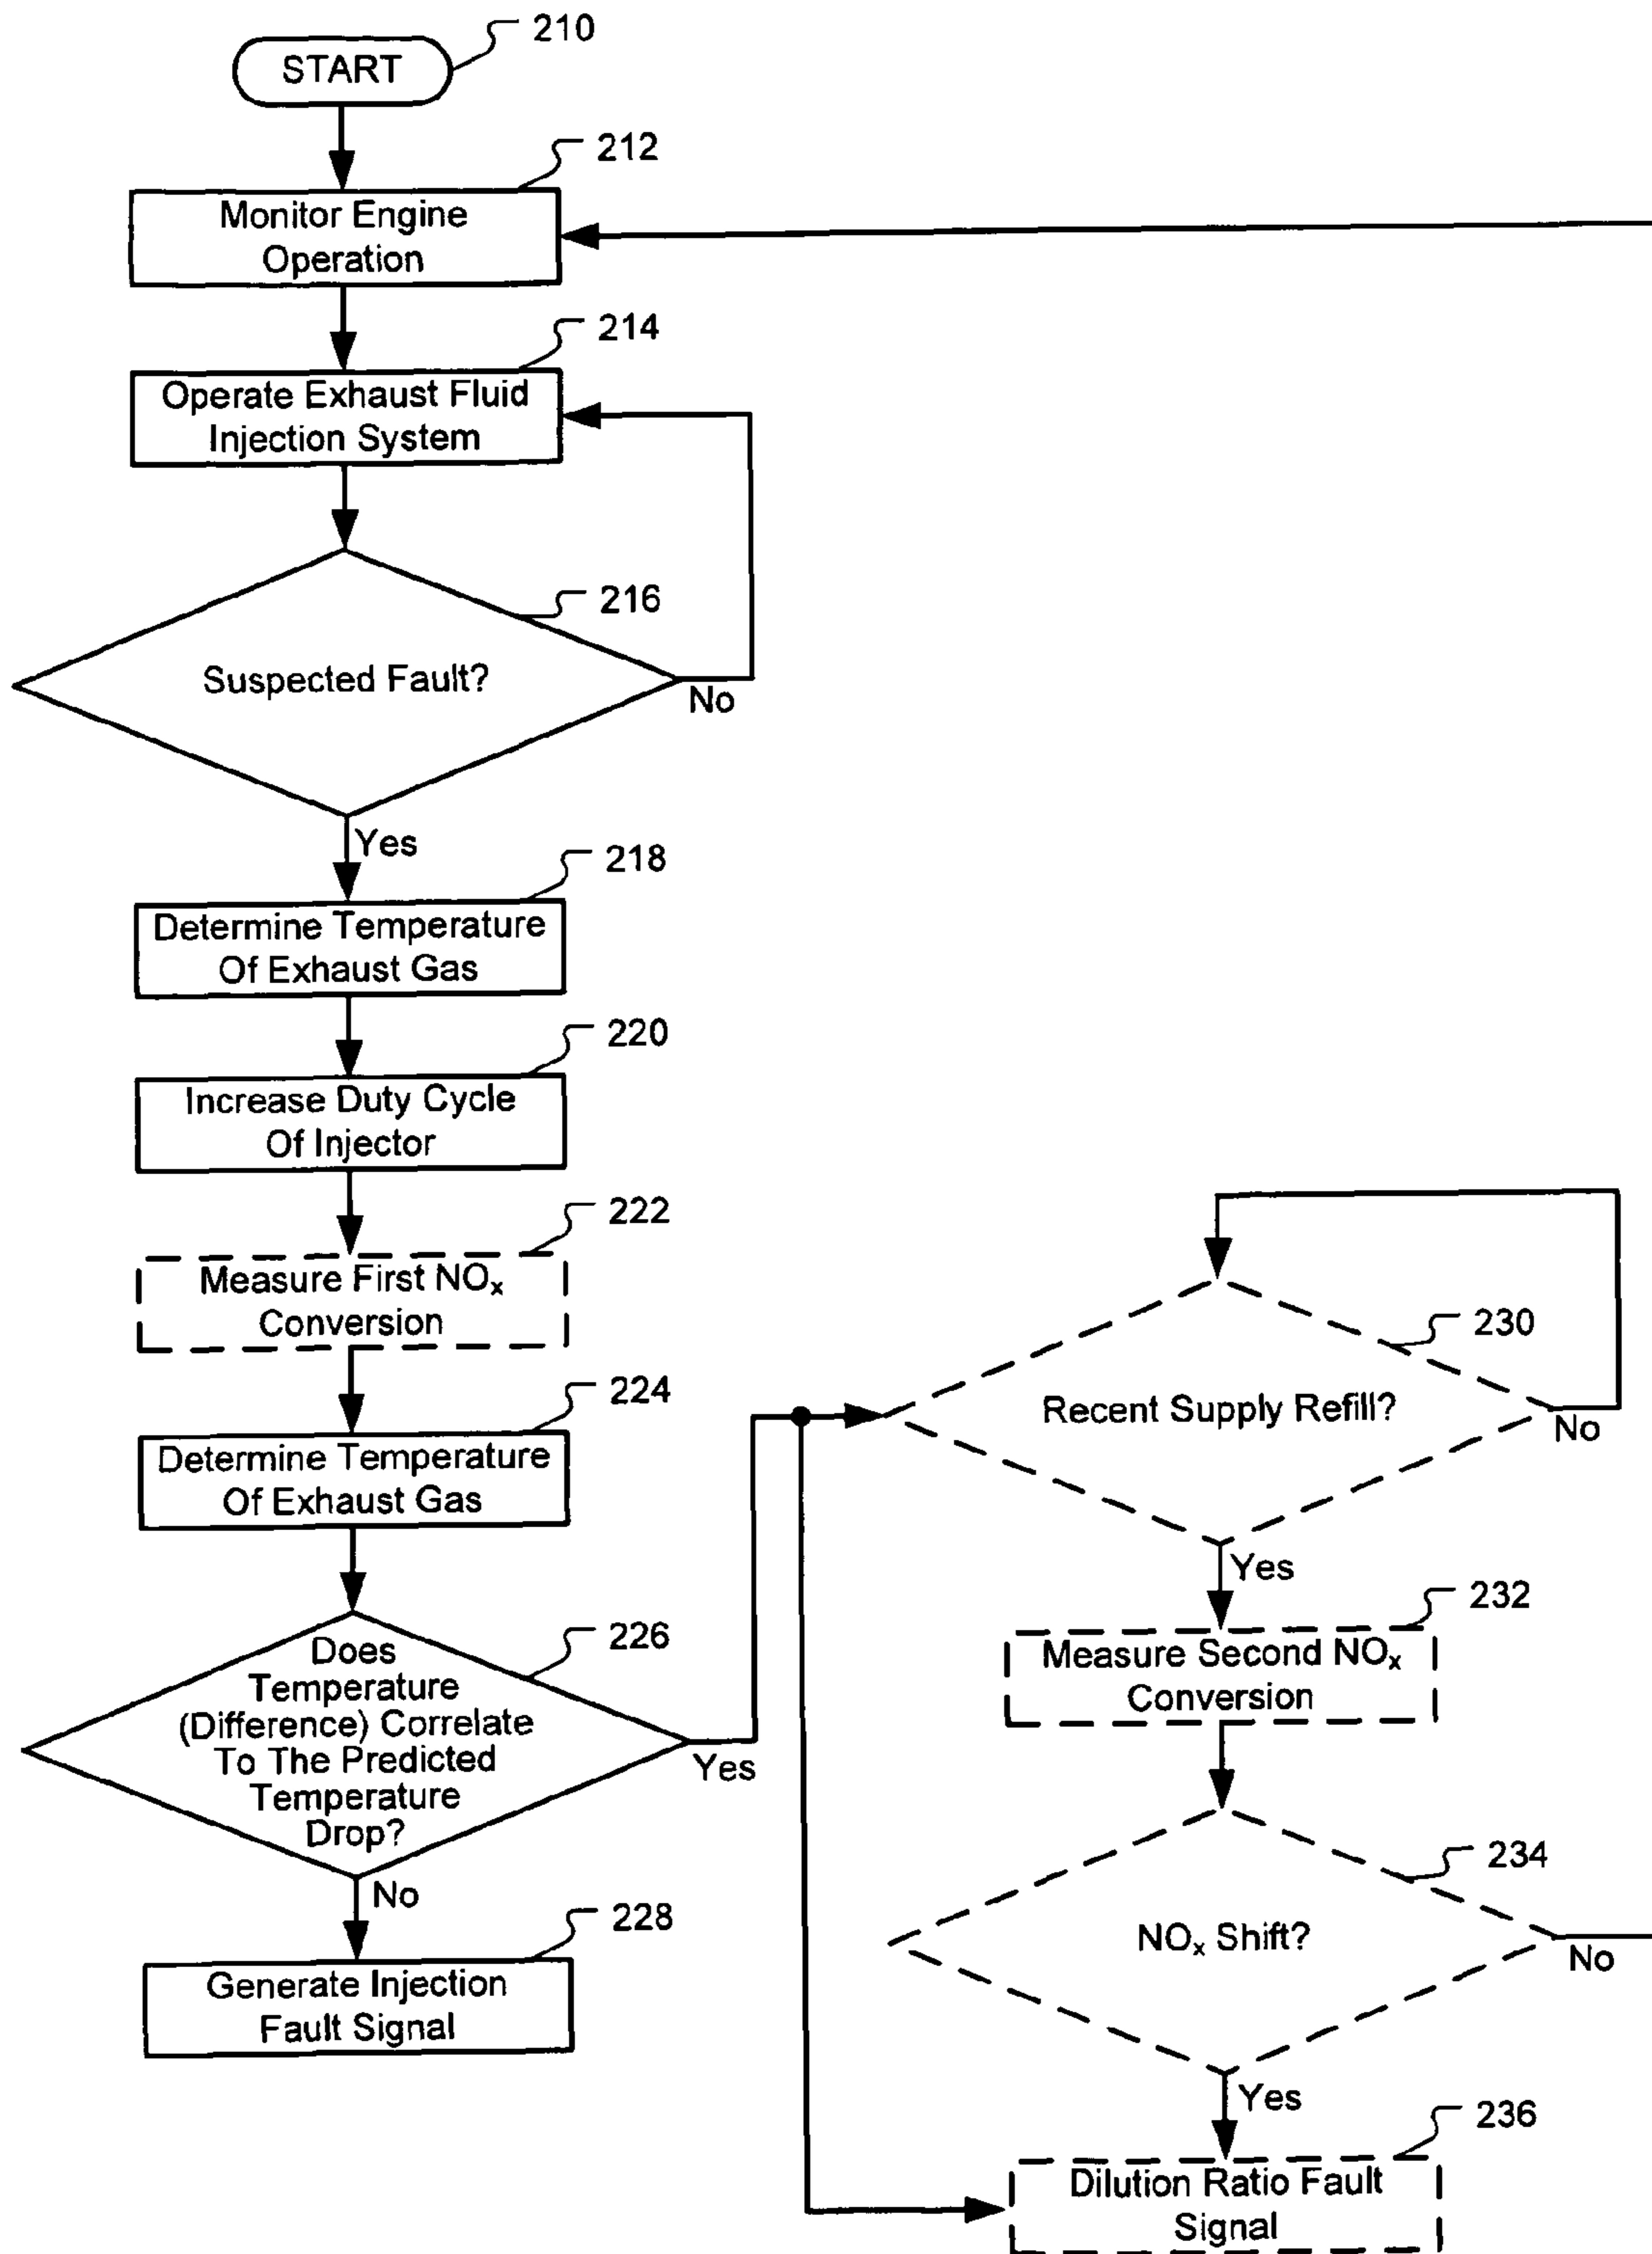 210
START
212
Monitor Engine
Operation
214
Operate Exhaust Fluid
Injection System
216
Suspected Fault?
No
Yes
218
Determine Temperature
Of Exhaust Gas
220
Increase Duty Cycle
Of Injector
222
Measure First NOx
Conversion
224
Determine Temperature
Of Exhaust Gas
226
Does
Temperature
(Difference) Correlate
To The Predicted
Temperature
Drop?
Yes
No
228
Generate Injection
Fault Signal
230
Recent Supply Refill?
No
Yes
232
Measure Second NOx
Conversion
234
NOx Shift?
No
Yes
236
Dilution Ratio Fault
Signal